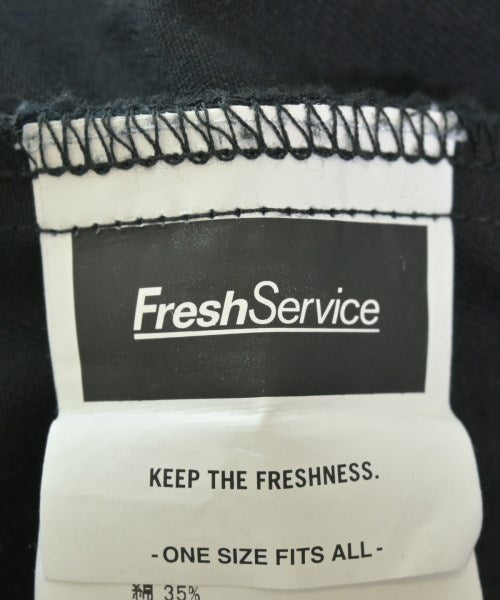 FreshService
KEEP THE FRESHNESS.
-ONE SIZE FITS ALL-
綿 35%